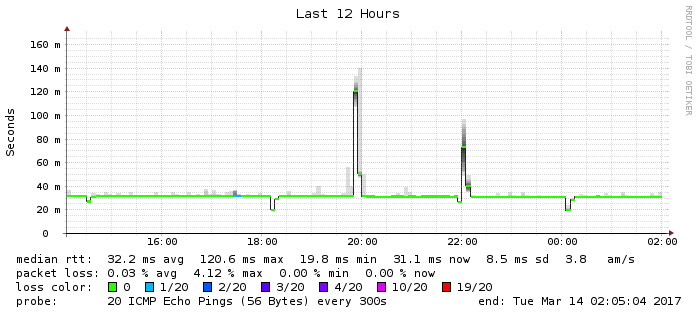 Last 12 Hours
RRDTOOL / TOBI OETIKER
Seconds
160 m
140 m
120 m
100 m
80 m
60 m
40 m
20 m
0
16:00 18:00 20:00 22:00 00:00 02:00
median rtt: 32.2 ms avg 120.6 ms max 19.8 ms min 31.1 ms now 8.5 ms sd 3.8 am/s
packet loss: 0.03 % avg 4.12 % max 0.00 % min 0.00 % now
loss color: 0 1/20 2/20 3/20 4/20 10/20 19/20
probe: 20 ICMP Echo Pings (56 Bytes) every 300s end: Tue Mar 14 02:05:04 2017